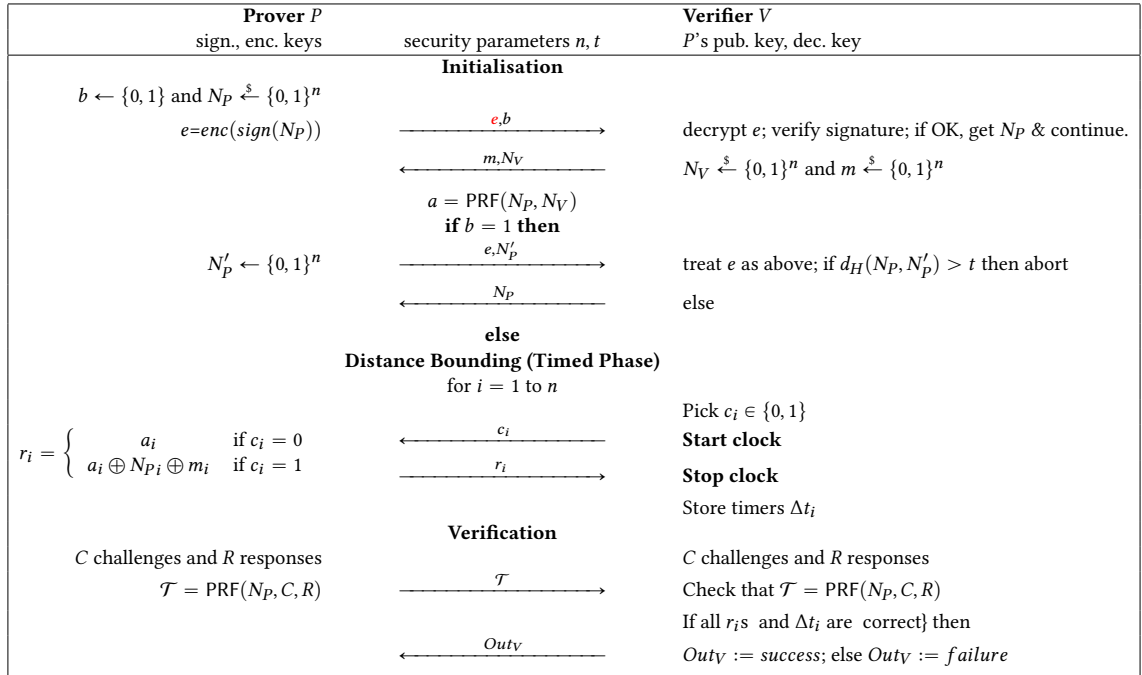 Prover P Verifier V
sign., enc. keys security parameters n, t P's pub. key, dec. key
Initialisation
b ← {0, 1} and N_P ←$ {0, 1}^n
e=enc(sign(N_P)) e,b decrypt e; verify signature; if OK, get N_P & continue.
m,N_V N_V ←$ {0, 1}^n and m ←$ {0, 1}^n
a = PRF(N_P, N_V)
if b = 1 then
N′_P ← {0, 1}^n e,N′_P treat e as above; if d_H(N_P, N′_P) > t then abort
N_P else
else
Distance Bounding (Timed Phase)
for i = 1 to n
Pick c_i ∈ {0, 1}
r_i = { a_i if c_i = 0 c_i Start clock
a_i ⊕ N_{P i} ⊕ m_i if c_i = 1 r_i Stop clock
Store timers Δt_i
Verification
C challenges and R responses C challenges and R responses
𝒯 = PRF(N_P, C, R) 𝒯 Check that 𝒯 = PRF(N_P, C, R)
If all r_i s and Δt_i are correct} then
Out_V Out_V := success; else Out_V := failure